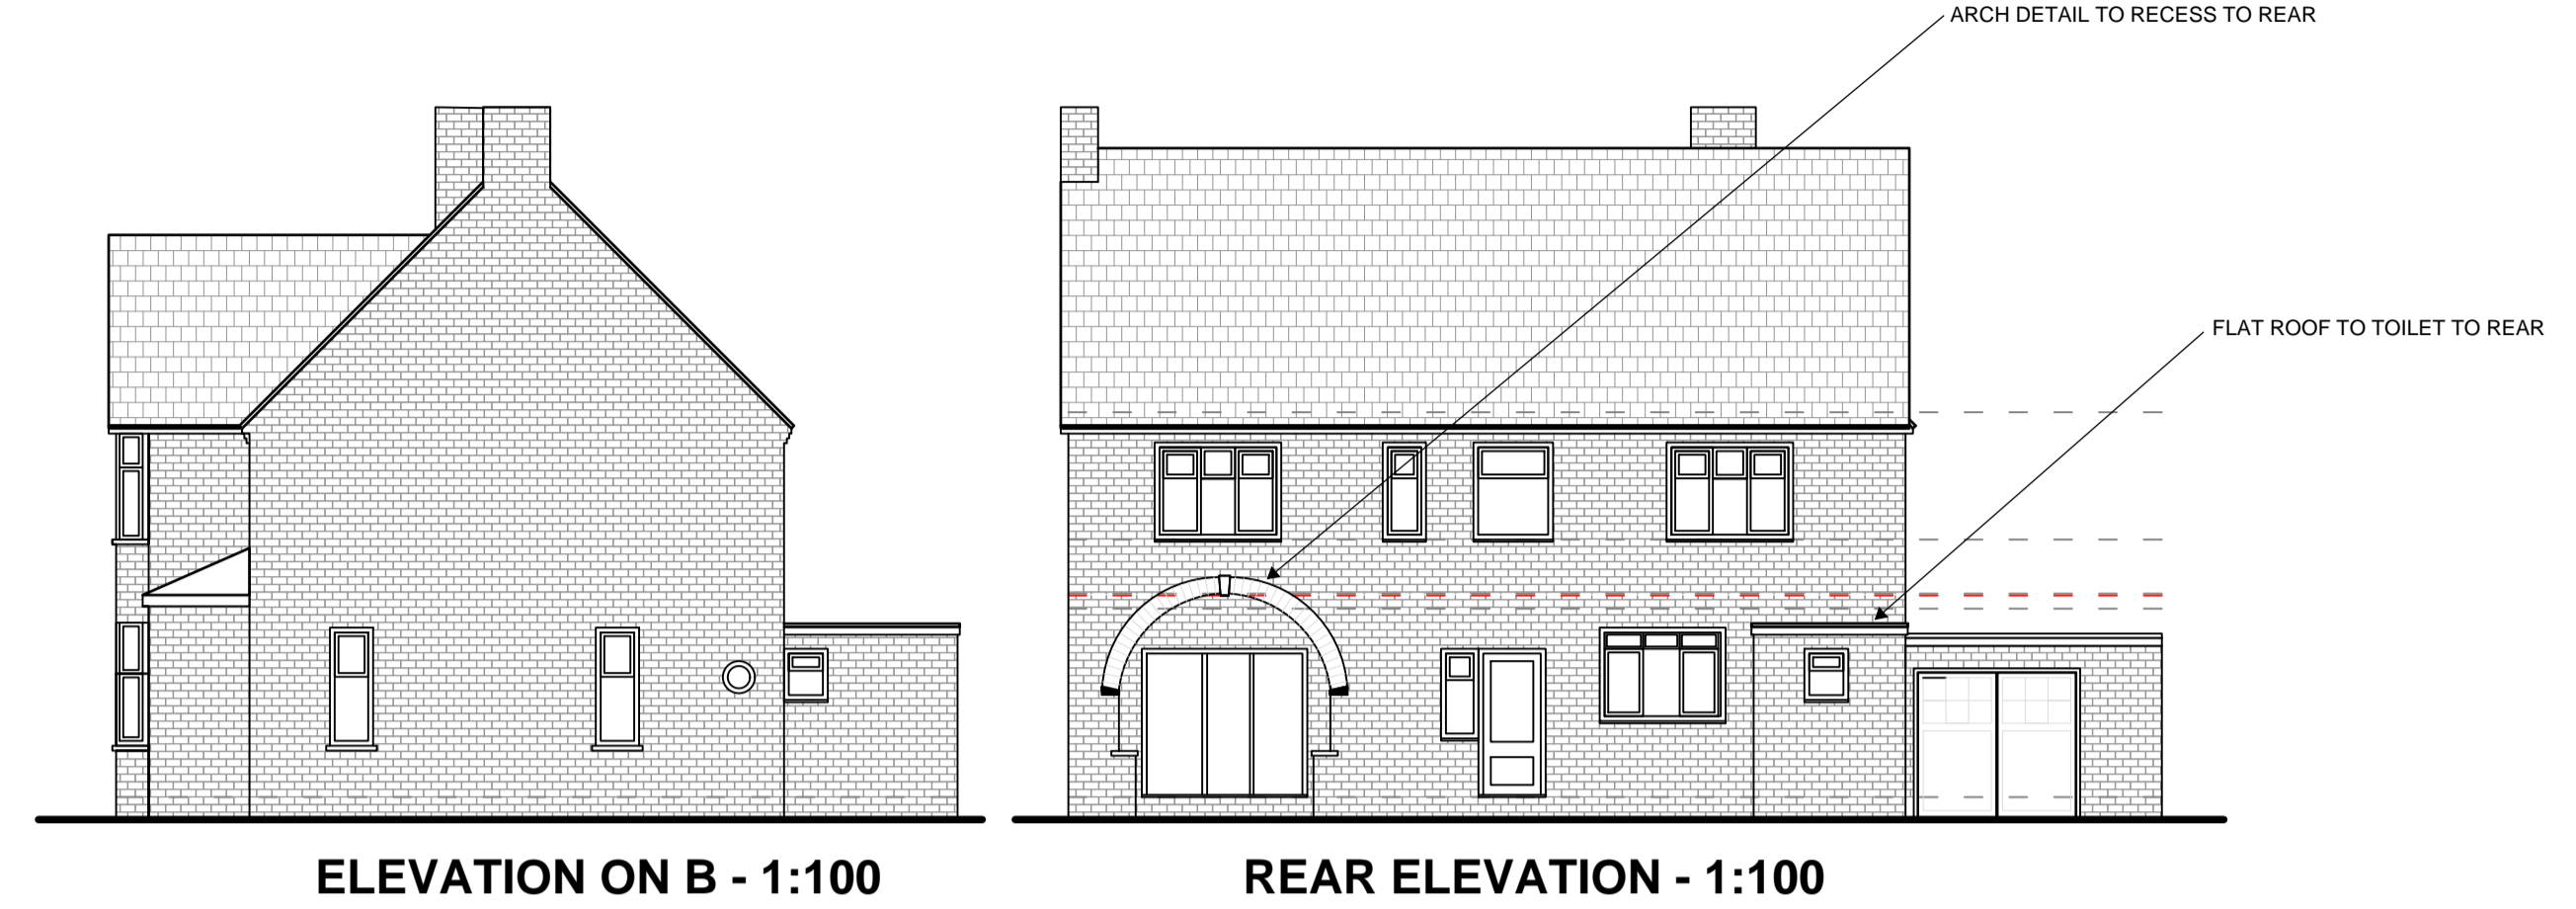 ARCH DETAIL TO RECESS TO REAR
FLAT ROOF TO TOILET TO REAR
ELEVATION ON B - 1:100
REAR ELEVATION - 1:100